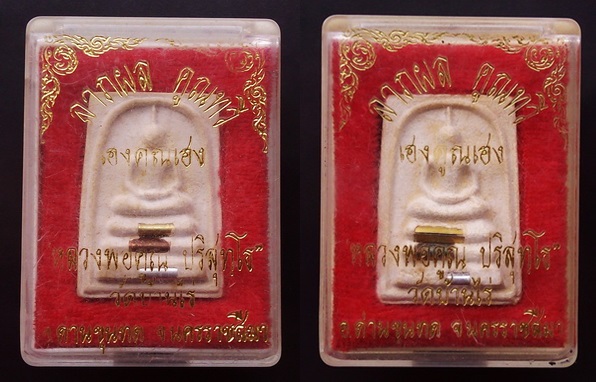 ลาภผล คูณทวี
เฮงคูณเฮง
"หลวงพ่อคูณ ปริสุทฺโธ"
วัดบ้านไร่
อ.ด่านขุนทด จ.นครราชสีมา
ลาภผล คูณทวี
เฮงคูณเฮง
"หลวงพ่อคูณ ปริสุทฺโธ"
วัดบ้านไร่
อ.ด่านขุนทด จ.นครราชสีมา